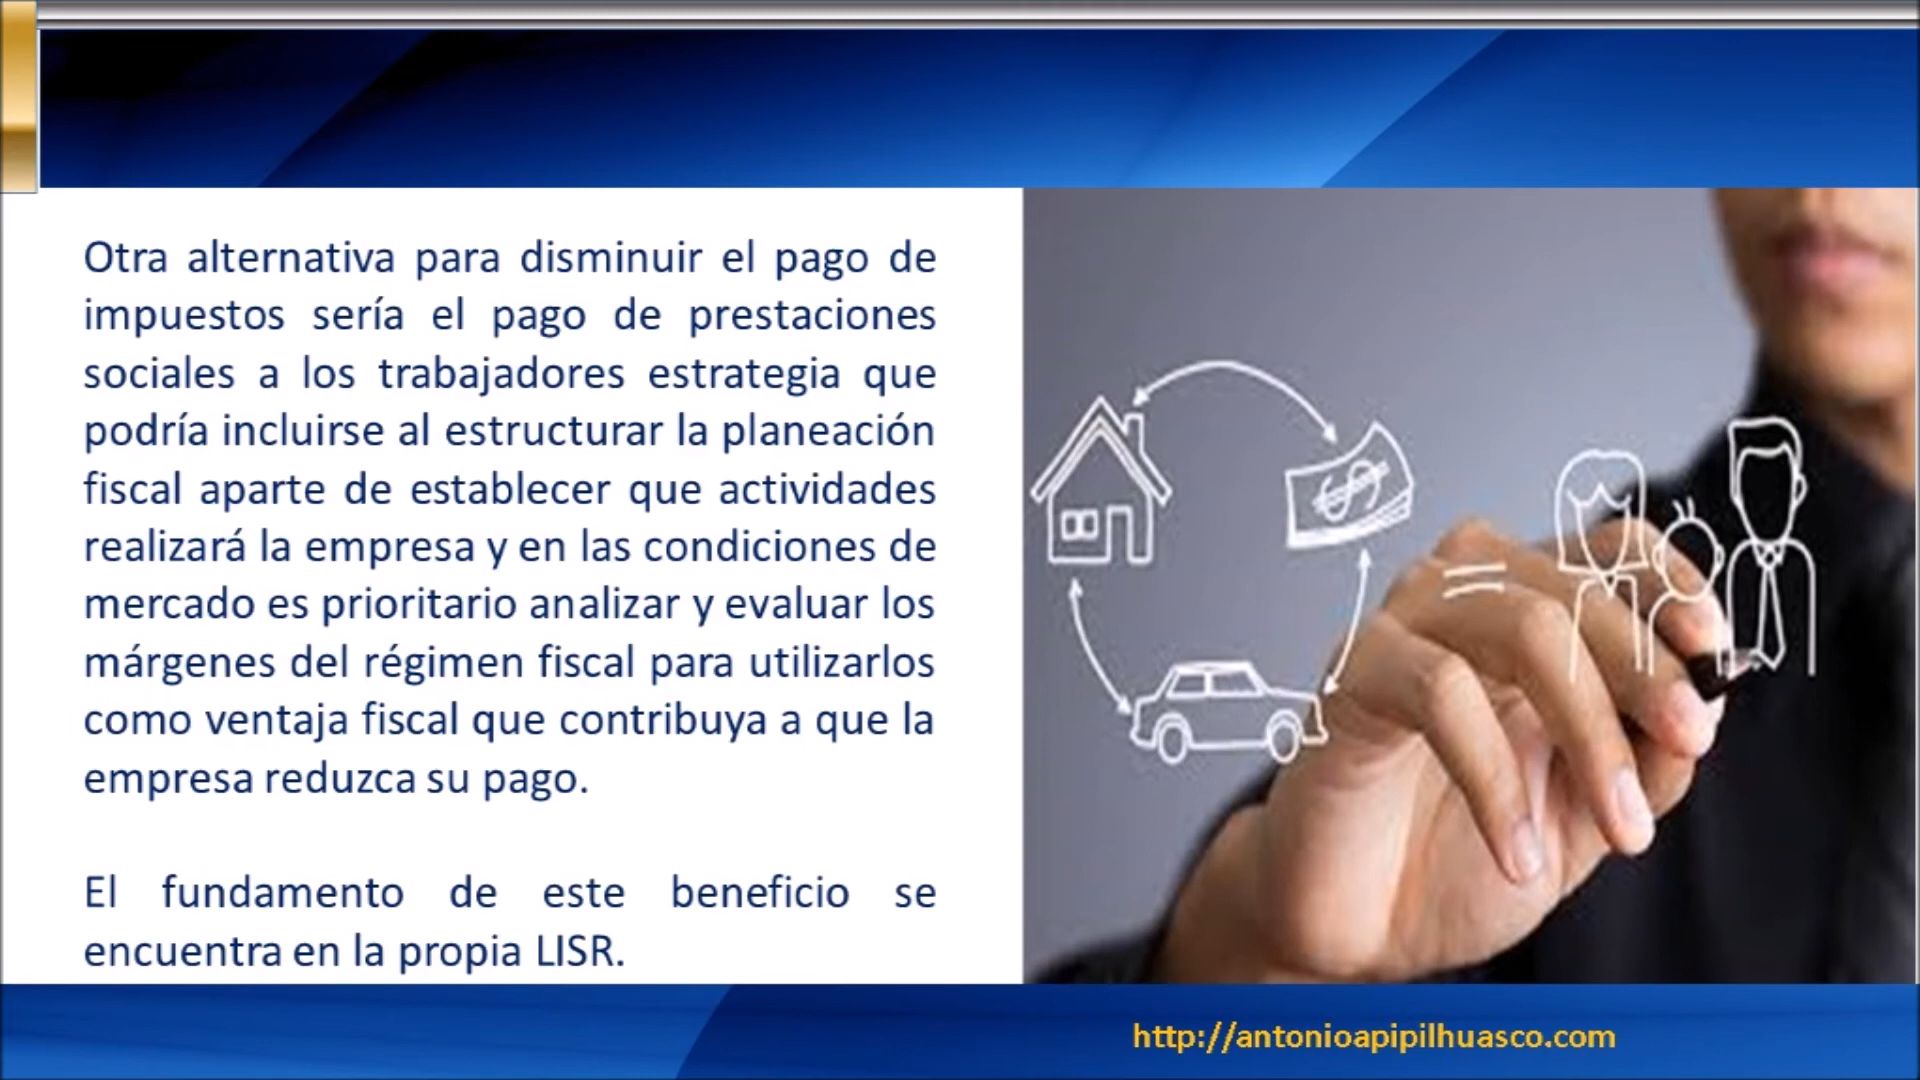 Otra alternativa para disminuir el pago de
impuestos sería el pago de prestaciones
sociales a los trabajadores estrategia que
podría incluirse al estructurar la planeación
fiscal aparte de establecer que actividades
realizará la empresa y en las condiciones de
mercado es prioritario analizar y evaluar los
márgenes del régimen fiscal para utilizarlos
como ventaja fiscal que contribuya a que la
empresa reduzca su pago.
El fundamento de este beneficio se
encuentra en la propia LISR.
$
=
http://antonioapipilhuasco.com